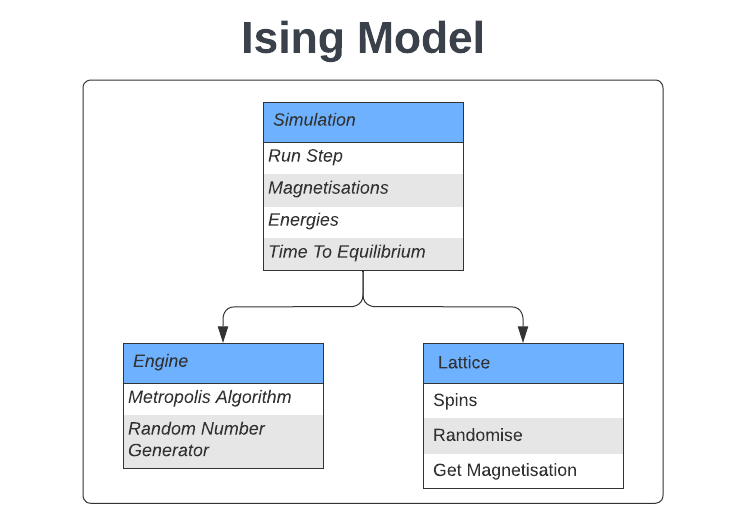 Ising Model
Simulation
Run Step
Magnetisations
Energies
Time To Equilibrium
Engine
Metropolis Algorithm
Random Number
Generator
Lattice
Spins
Randomise
Get Magnetisation